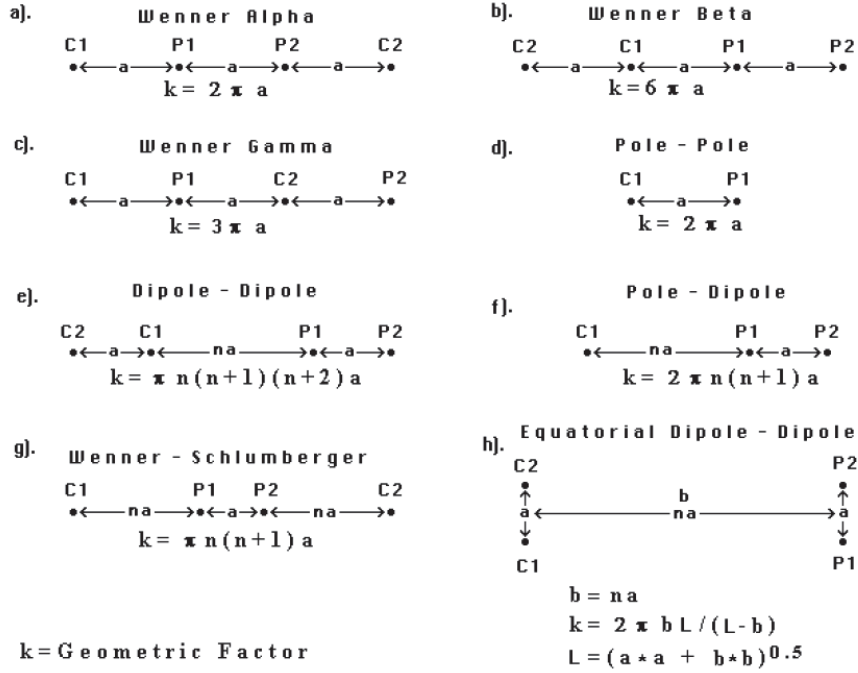 a). Wenner Alpha
C1 P1 P2 C2
a a a
k= 2 π a
b). Wenner Beta
C2 C1 P1 P2
a a a
k=6 π a
c). Wenner Gamma
C1 P1 C2 P2
a a a
k= 3 π a
d). Pole - Pole
C1 P1
a
k= 2 π a
e). Dipole - Dipole
C2 C1 P1 P2
a na a
k= π n(n+1)(n+2)a
f). Pole - Dipole
C1 P1 P2
na a
k= 2 π n(n+1)a
g). Wenner - Schlumberger
C1 P1 P2 C2
na a na
k= π n(n+1)a
h). Equatorial Dipole - Dipole
C2 P2
b
a na a
C1 P1
b = na
k= 2 π bL/(L-b)
L=(a*a + b*b)0.5
k=Geometric Factor